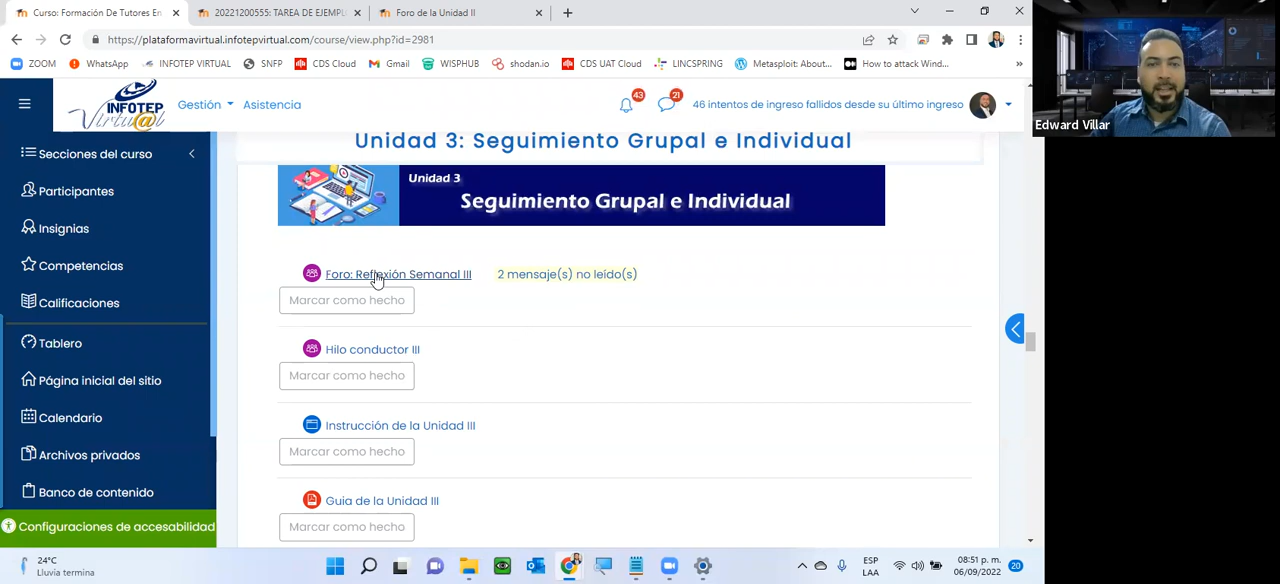 Curso: Formación De Tutores En
20221200555: TAREA DE EJEMPL
Foro de la Unidad II
https://plataformavirtual.infotepvirtual.com/course/view.php?id=2981
ZOOM
WhatsApp
INFOTEP VIRTUAL
SNFP
CDS Cloud
Gmail
WISPHUB
shodan.io
CDS UAT Cloud
LINCSPRING
Metasploit: About...
How to attack Wind...
»
INFOTEP
Virtu@l
Gestión
Asistencia
43
21
46 intentos de ingreso fallidos desde su último ingreso
Edward Villar
Secciones del curso
Participantes
Insignias
Competencias
Calificaciones
Tablero
Página inicial del sitio
Calendario
Archivos privados
Banco de contenido
Configuraciones de accesabilidad
Unidad 3: Seguimiento Grupal e Individual
Unidad 3
Seguimiento Grupal e Individual
Foro: Reflexión Semanal III
2 mensaje(s) no leído(s)
Marcar como hecho
Hilo conductor III
Marcar como hecho
Instrucción de la Unidad III
Marcar como hecho
Guia de la Unidad III
Marcar como hecho
24°C
Lluvia termina
ESP
LAA
08:51 p. m.
06/09/2022
20